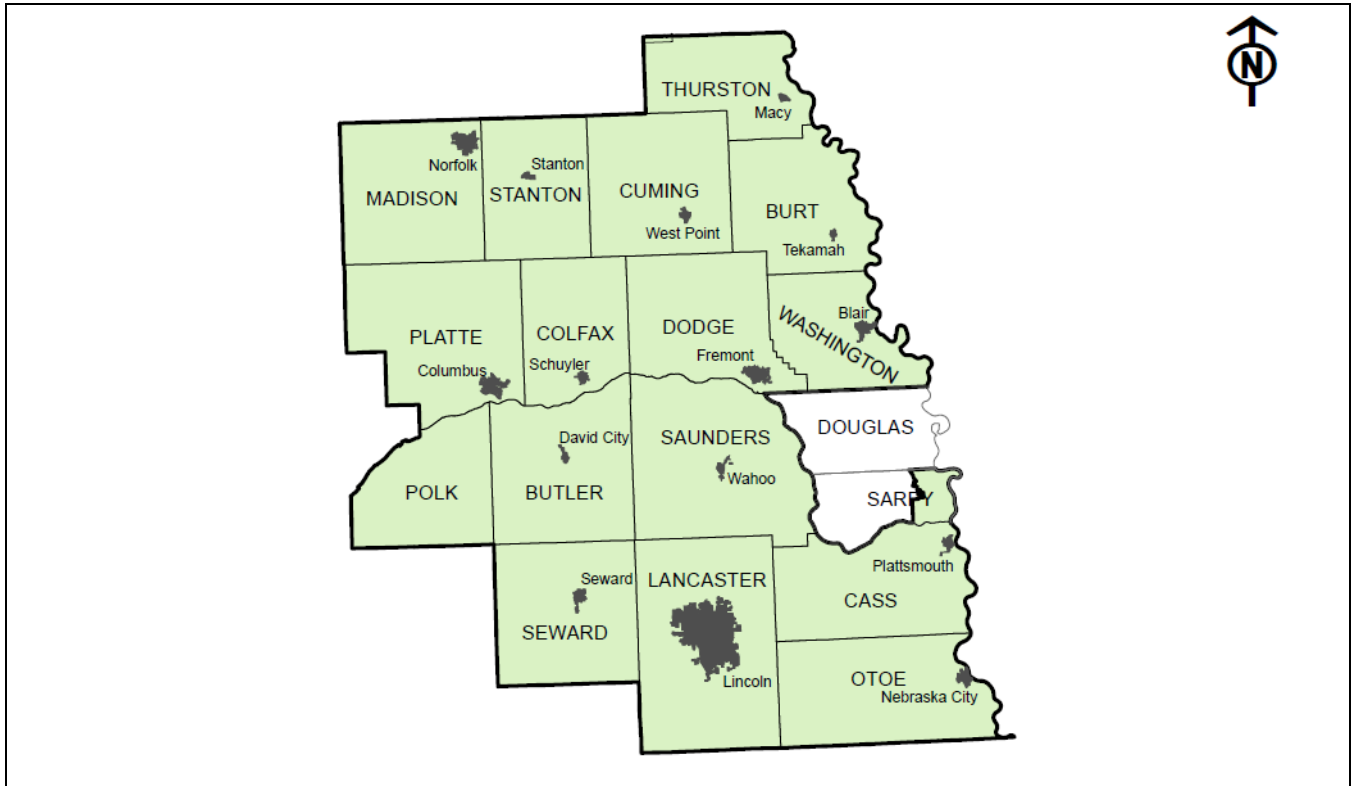 N
THURSTON
Macy
Norfolk
Stanton
MADISON
STANTON
CUMING
West Point
BURT
Tekamah
PLATTE
Columbus
COLFAX
Schuyler
DODGE
Fremont
Blair
WASHINGTON
DOUGLAS
SARPY
POLK
David City
BUTLER
SAUNDERS
Wahoo
Plattsmouth
CASS
Seward
SEWARD
LANCASTER
Lincoln
OTOE
Nebraska City